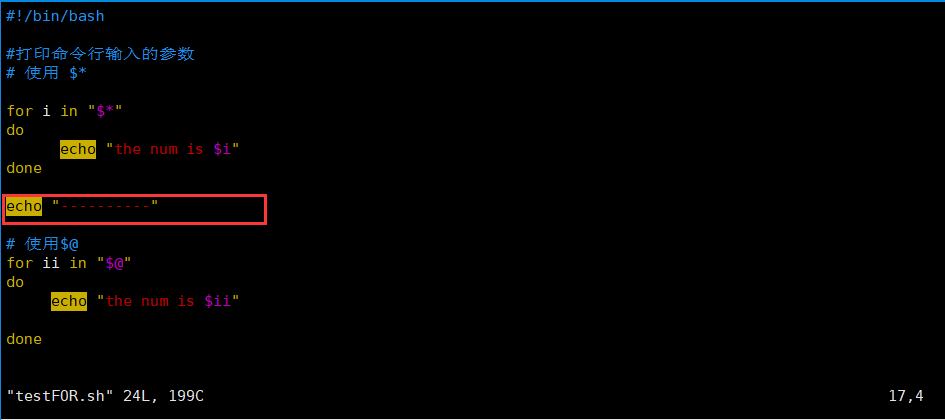 #!/bin/bash
#打印命令行输入的参数
# 使用 $*
for i in "$*"
do
echo "the num is $i"
done
echo "----------"
# 使用$@
for ii in "$@"
do
echo "the num is $ii"
done
"testFOR.sh" 24L, 199C 17,4